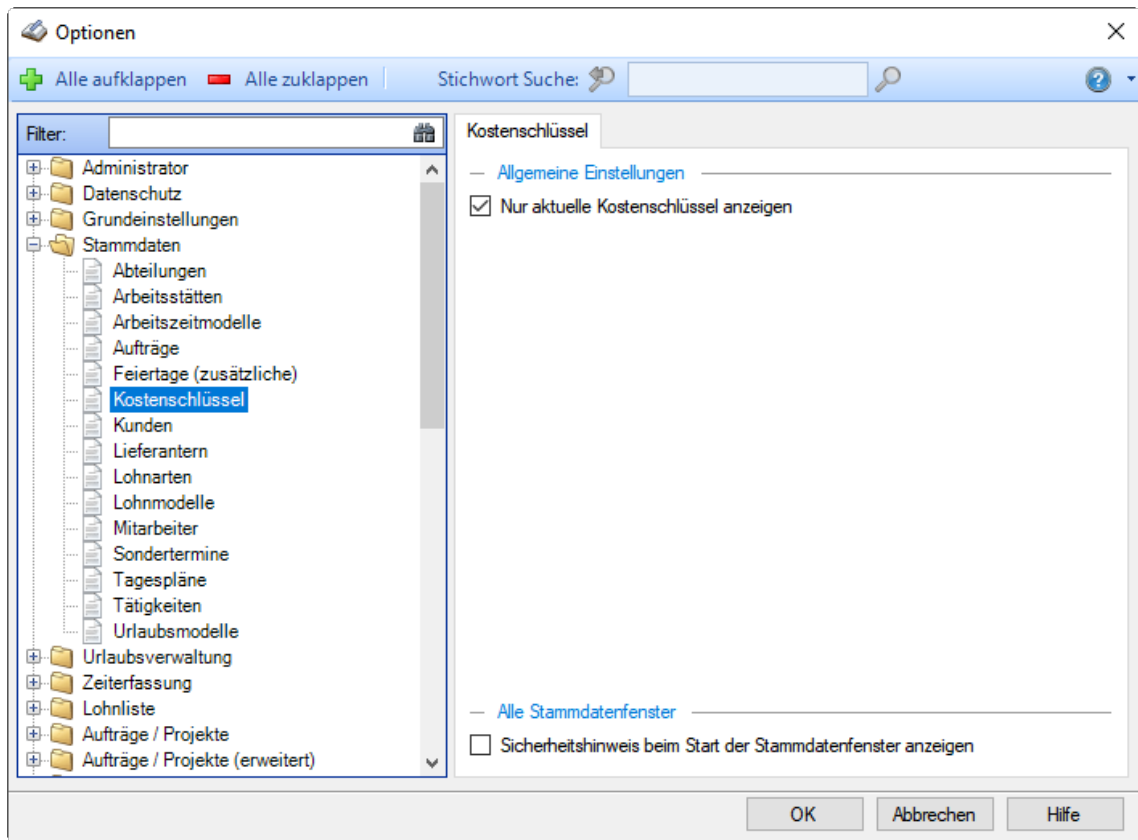 Optionen
Alle aufklappen Alle zuklappen Stichwort Suche:
Filter:
Administrator
Datenschutz
Grundeinstellungen
Stammdaten
Abteilungen
Arbeitsstätten
Arbeitszeitmodelle
Aufträge
Feiertage (zusätzliche)
Kostenschlüssel
Kunden
Lieferantern
Lohnarten
Lohnmodelle
Mitarbeiter
Sondertermine
Tagespläne
Tätigkeiten
Urlaubsmodelle
Urlaubsverwaltung
Zeiterfassung
Lohnliste
Aufträge / Projekte
Aufträge / Projekte (erweitert)
Kostenschlüssel
Allgemeine Einstellungen
Nur aktuelle Kostenschlüssel anzeigen
Alle Stammdatenfenster
Sicherheitshinweis beim Start der Stammdatenfenster anzeigen
OK Abbrechen Hilfe